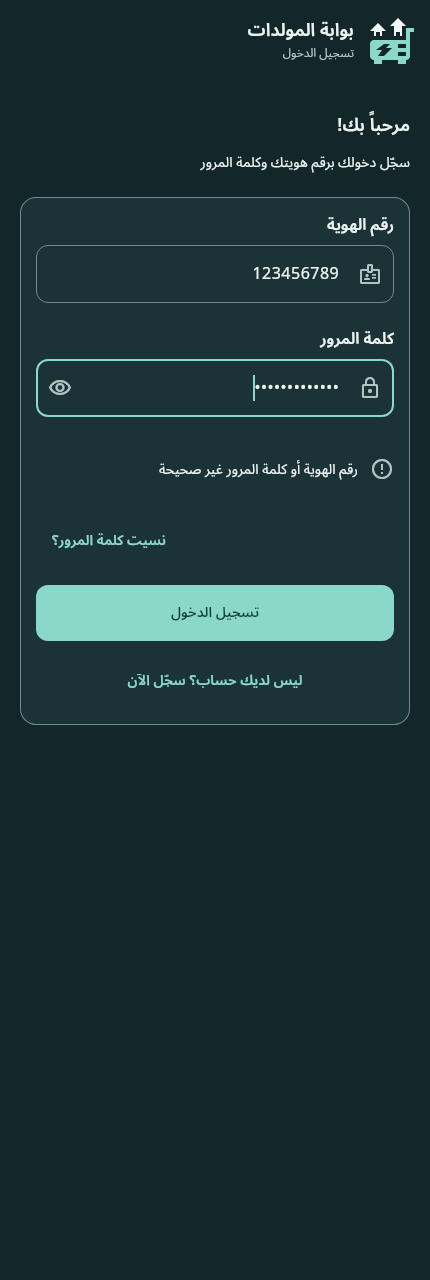 بوابة المولدات
تسجيل الدخول
مرحباً بك!
سجّل دخولك برقم هويتك وكلمة المرور
رقم الهوية
123456789
كلمة المرور
•••••••••••••
رقم الهوية أو كلمة المرور غير صحيحة
نسيت كلمة المرور؟
تسجيل الدخول
ليس لديك حساب؟ سجّل الآن